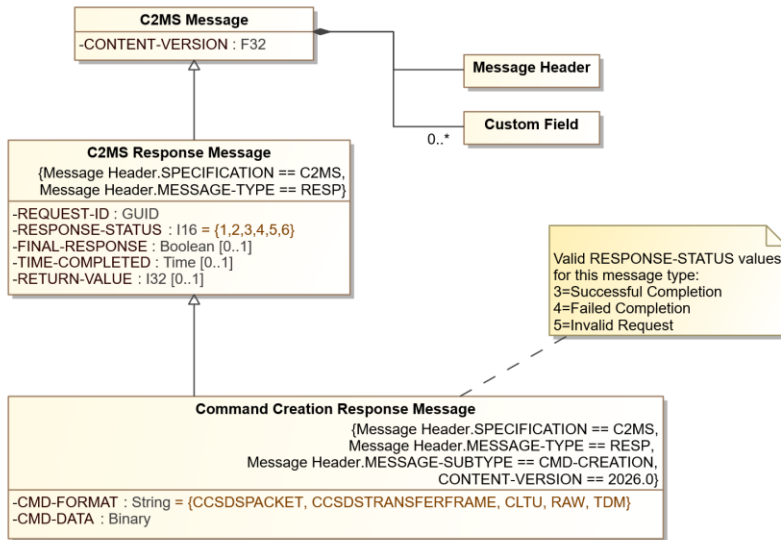 C2MS Message
-CONTENT-VERSION : F32
Message Header
Custom Field
0..*
C2MS Response Message
{Message Header.SPECIFICATION == C2MS,
Message Header.MESSAGE-TYPE == RESP}
-REQUEST-ID : GUID
-RESPONSE-STATUS : I16 = {1,2,3,4,5,6}
-FINAL-RESPONSE : Boolean [0..1]
-TIME-COMPLETED : Time [0..1]
-RETURN-VALUE : I32 [0..1]
Valid RESPONSE-STATUS values
for this message type:
3=Successful Completion
4=Failed Completion
5=Invalid Request
Command Creation Response Message
{Message Header.SPECIFICATION == C2MS,
Message Header.MESSAGE-TYPE == RESP,
Message Header.MESSAGE-SUBTYPE == CMD-CREATION,
CONTENT-VERSION == 2026.0}
-CMD-FORMAT : String = {CCSDSPACKET, CCSDSTRANSFERFRAME, CLTU, RAW, TDM}
-CMD-DATA : Binary